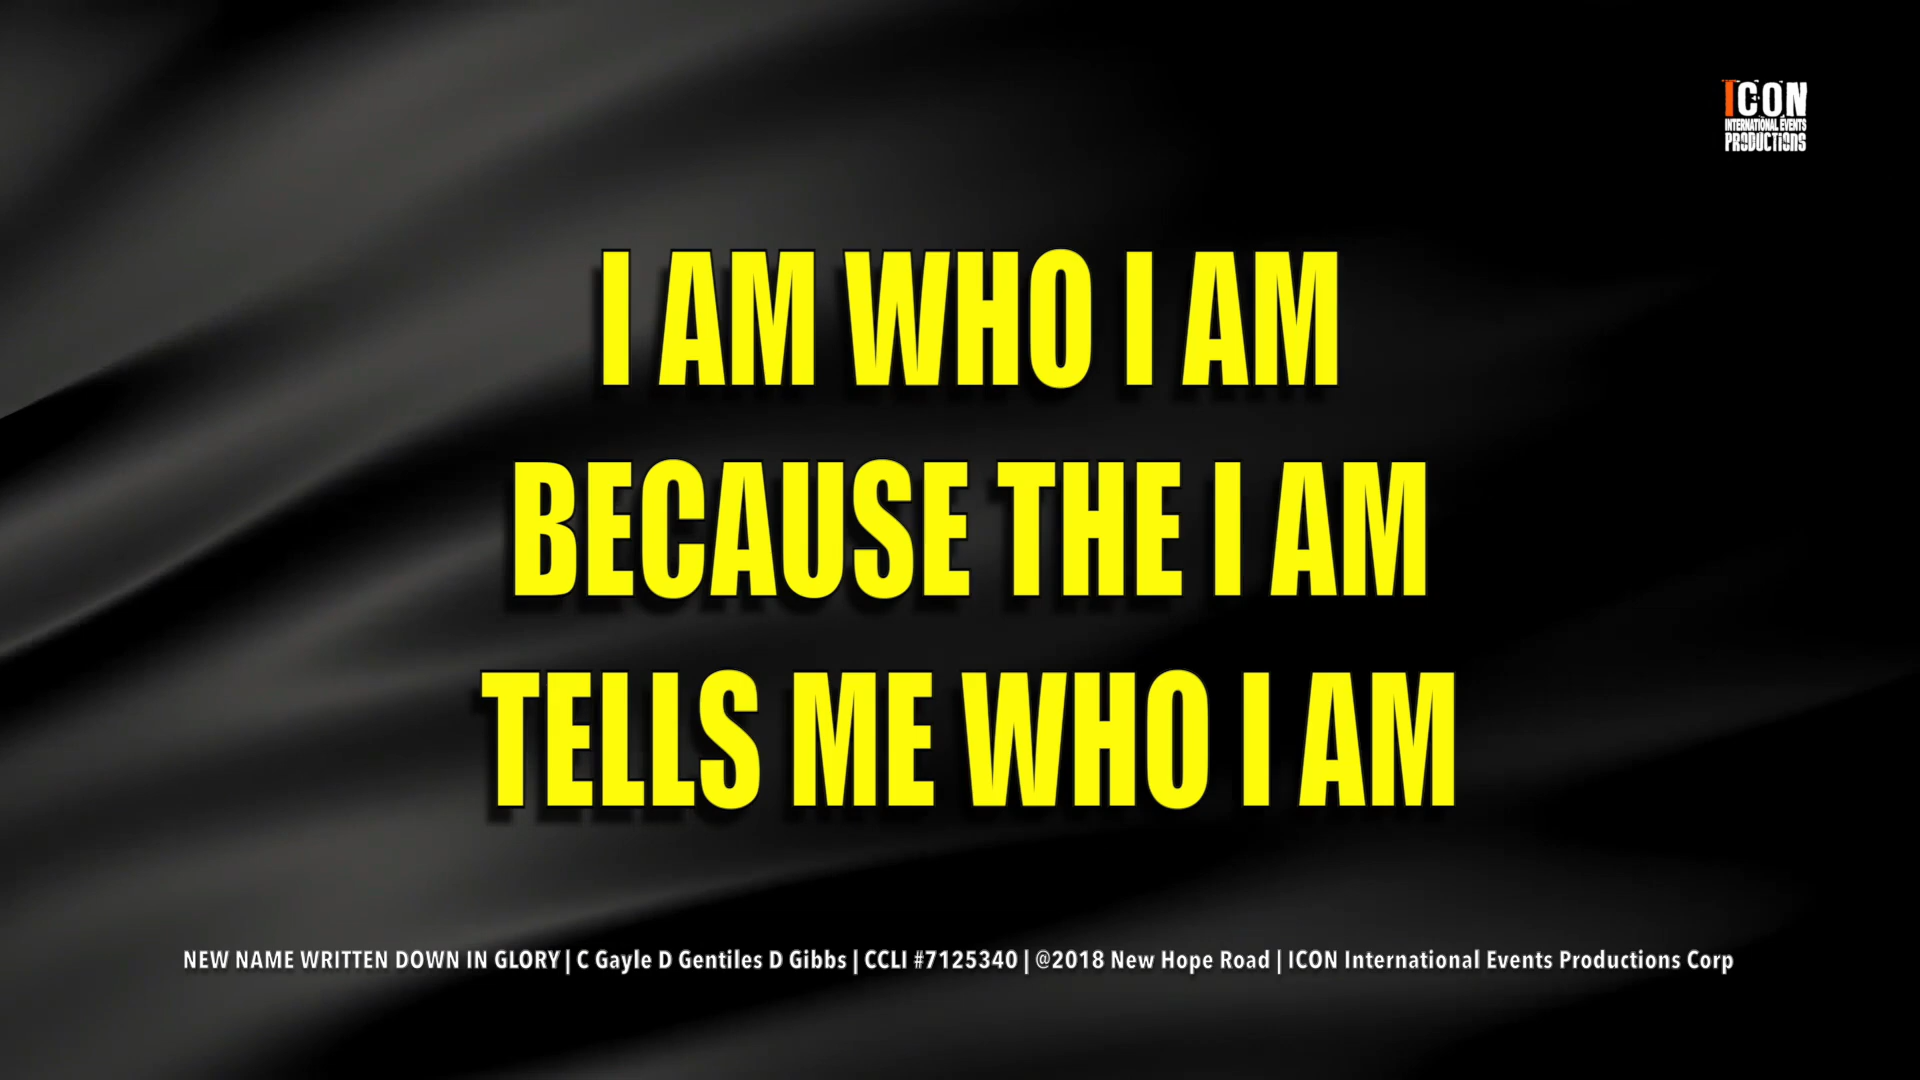 ICON
INTERNATIONAL EVENTS
PRODUCTIONS
I AM WHO I AM
BECAUSE THE I AM
TELLS ME WHO I AM
NEW NAME WRITTEN DOWN IN GLORY | C Gayle D Gentiles D Gibbs | CCLI #7125340 | @2018 New Hope Road | ICON International Events Productions Corp